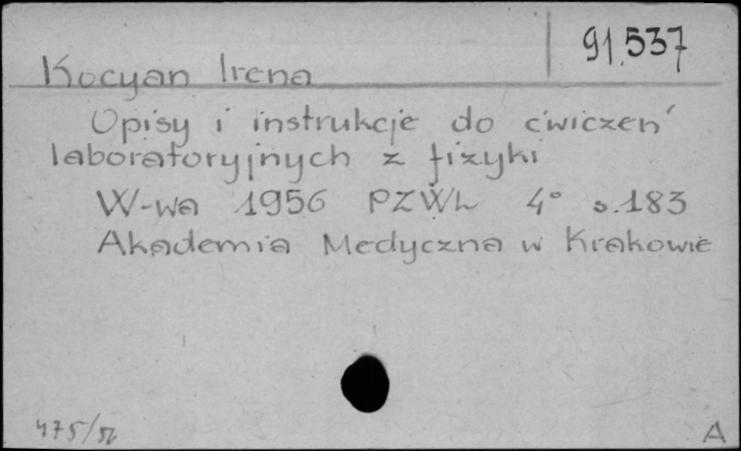 91.537
Kocyan Irena
Opisy i instrukcje do ćwiczeń
laboratoryjnych z fizyki
W-wa 1956 PZWL 4° s.183
Akademia Medyczna w Krakowie
475/56
A